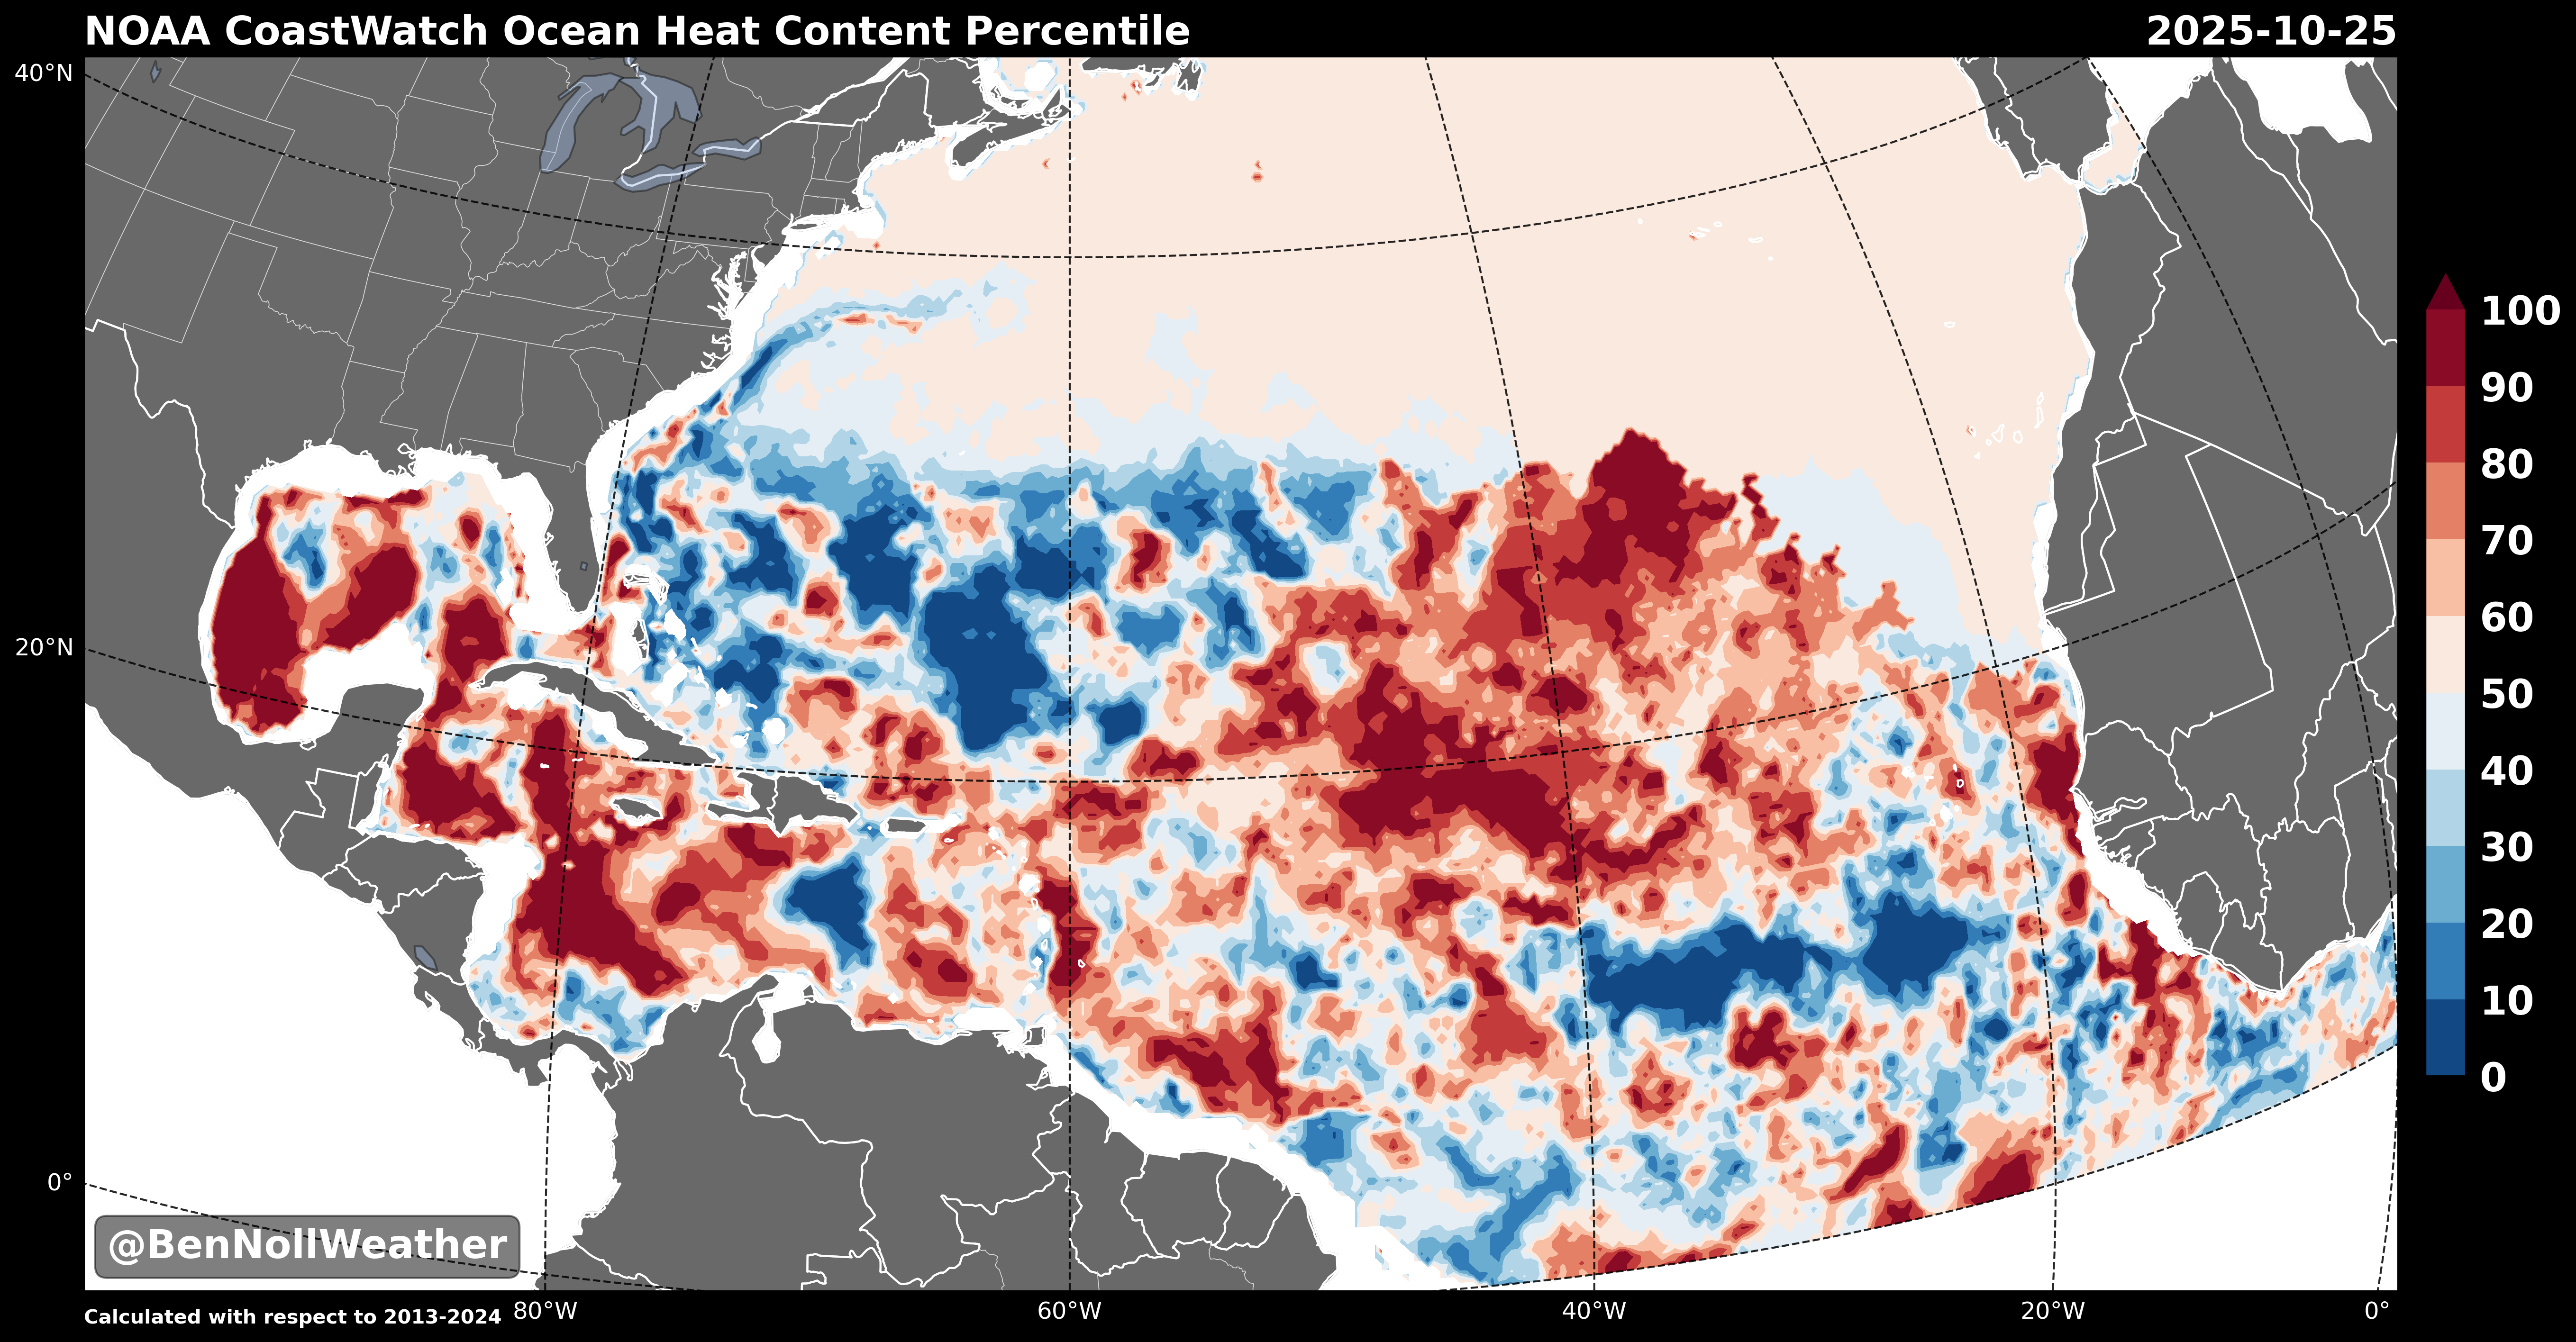 NOAA CoastWatch Ocean Heat Content Percentile
2025-10-25
40°N
20°N
0°
100
90
80
70
60
50
40
30
20
10
0
@BenNollWeather
Calculated with respect to 2013-2024
80°W
60°W
40°W
20°W
0°